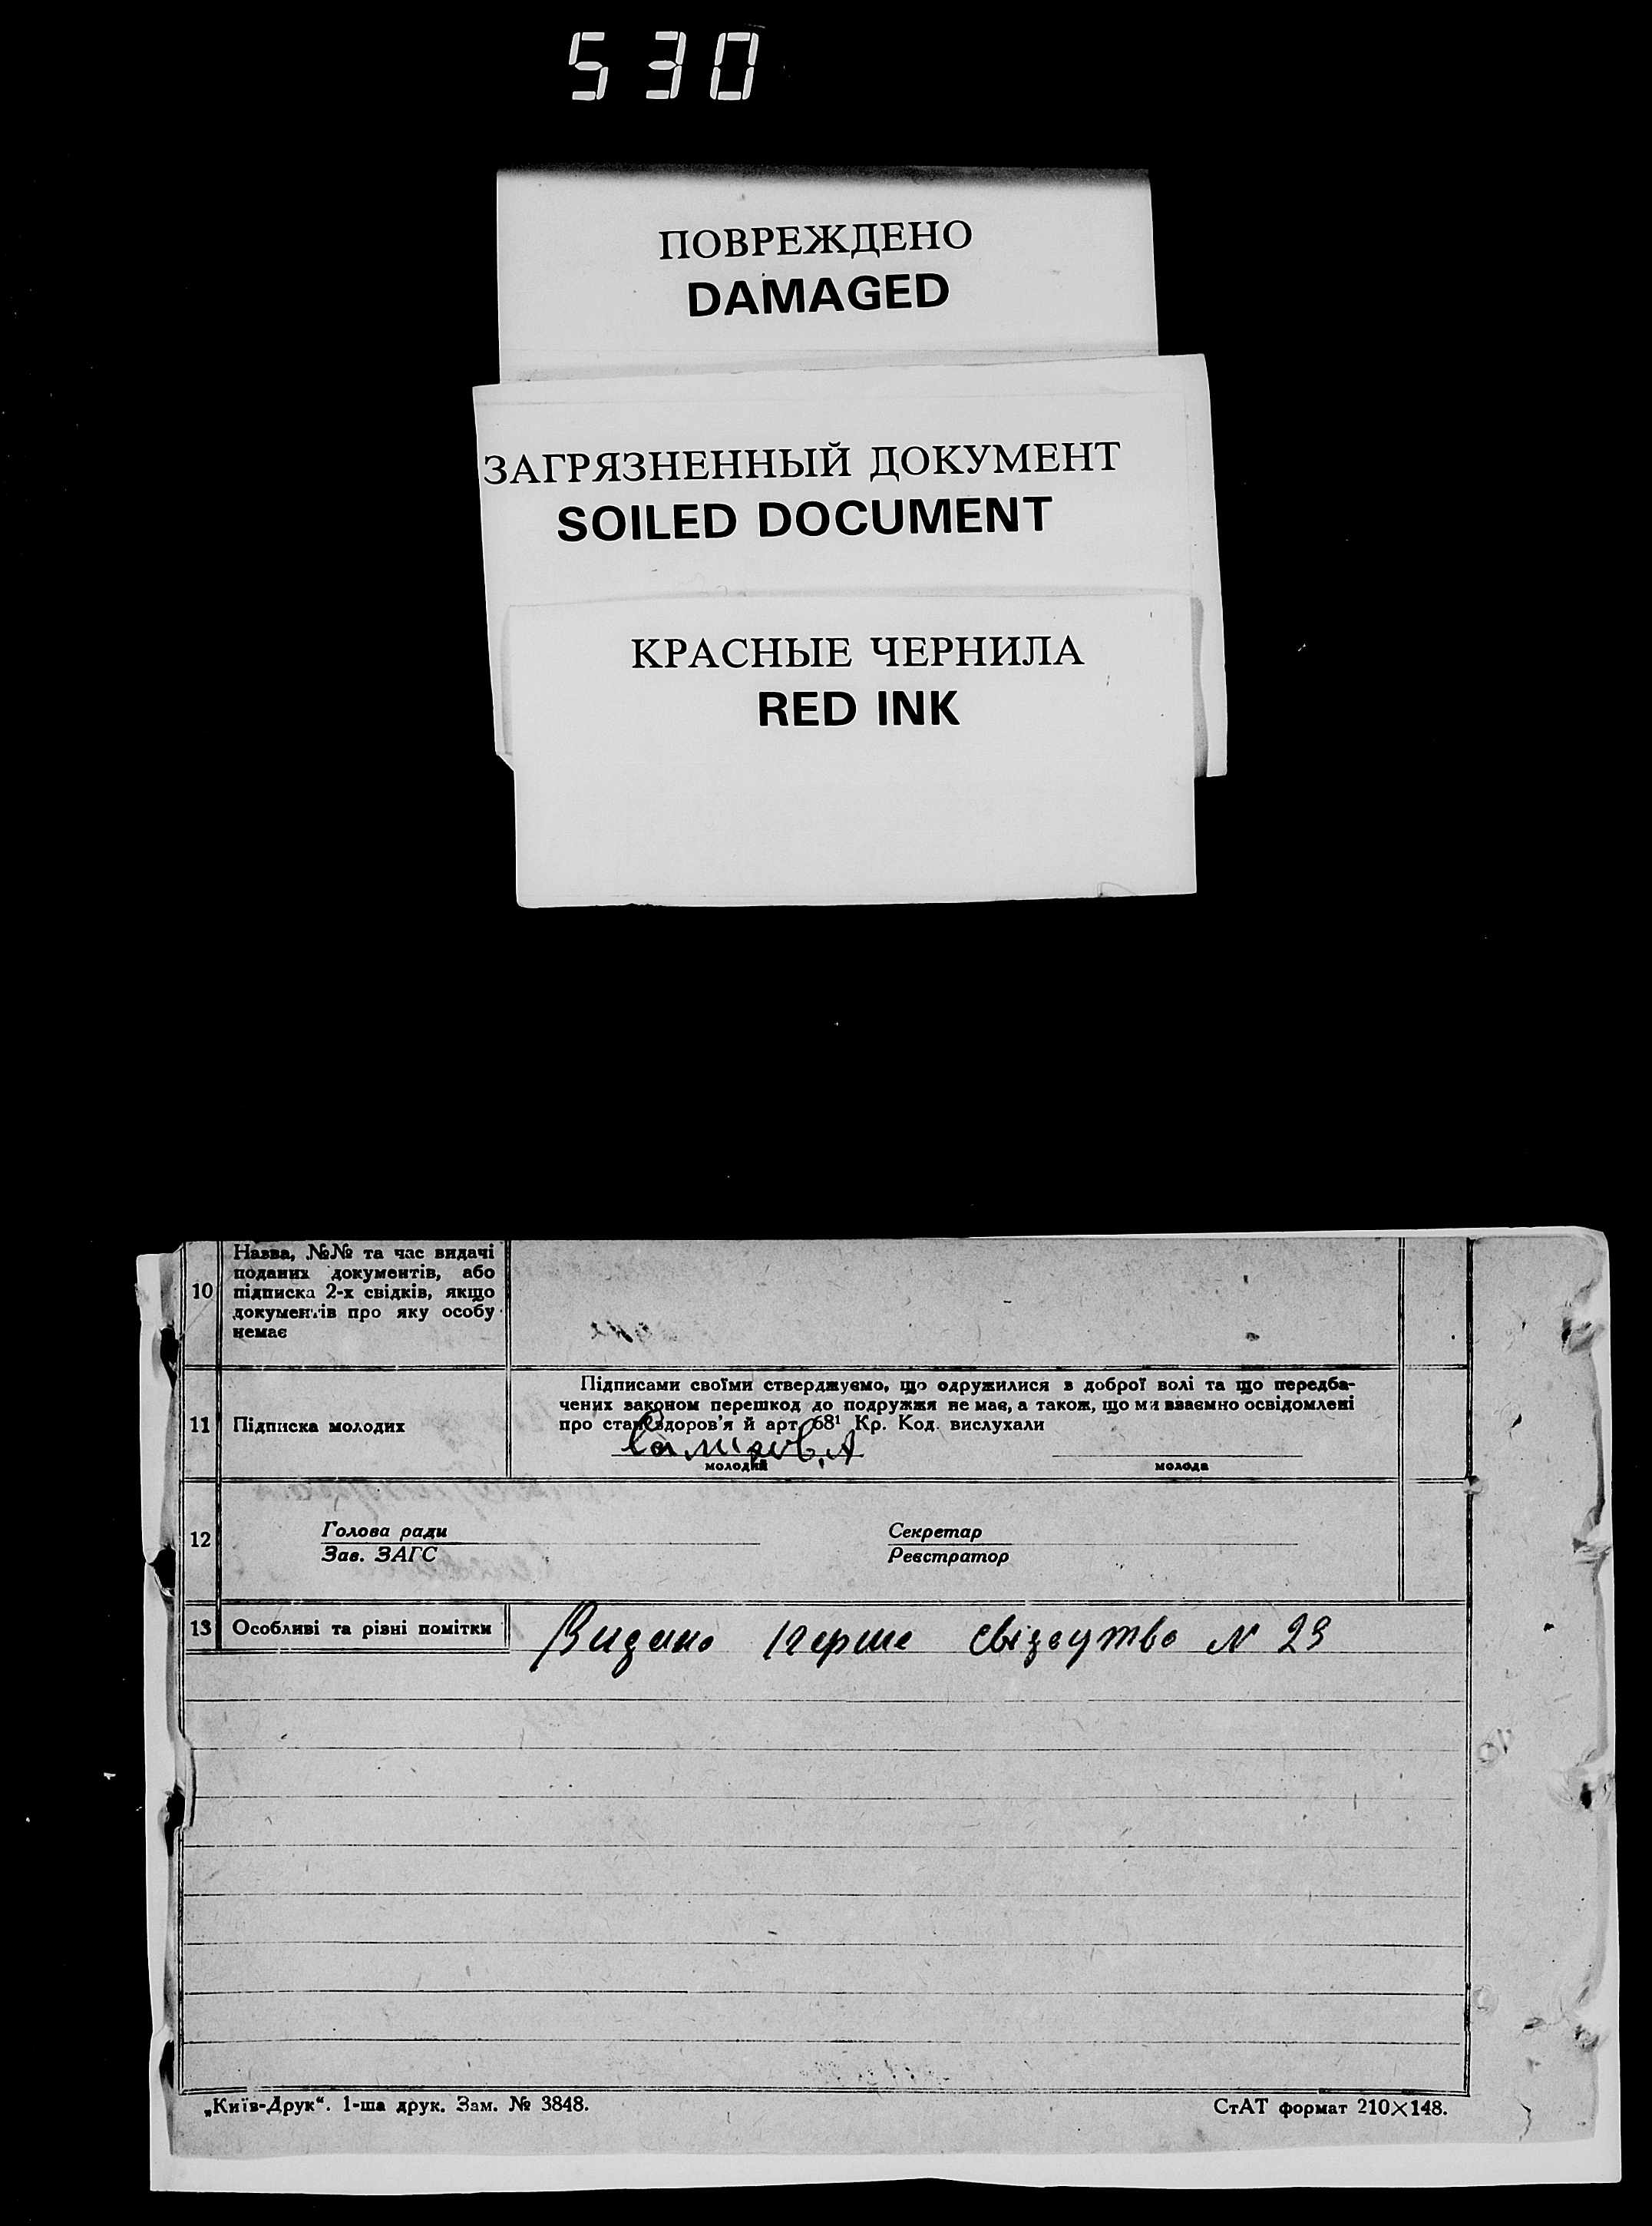 530
ПОВРЕЖДЕНО
DAMAGED
ЗАГРЯЗНЕННЫЙ ДОКУМЕНТ
SOILED DOCUMENT
КРАСНЫЕ ЧЕРНИЛА
RED INK
10
Назва, №№ та час видачі
поданих документів, або
підписка 2-х свідків, якщо
документів про яку особу
немає
11
Підписка молодих
Підписами своїми стверджуємо, що одружилися в доброї волі та що передба-
чених законом перешкод до подружжя не має, а також, що ми взаємно освідомлені
про стан здоров'я й арт. 68¹ Кр. Код. вислухали
молодий
молода
12
Голова ради
Зав. ЗАГС
Секретар
Реєстратор
13
Особливі та різні помітки
Видано перше свідоцтво N 23
„Київ-Друк“. 1-ша друк. Зам. № 3848.
СтАТ формат 210×148.